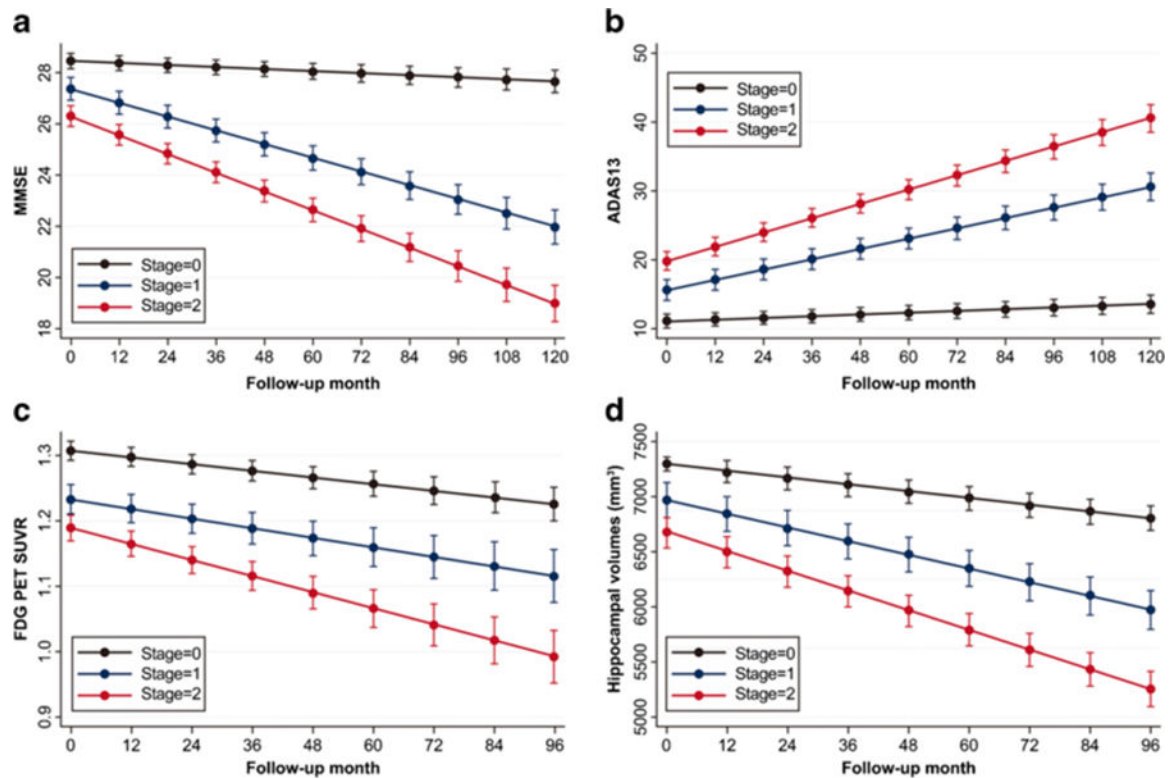 a
MMSE
28
26
24
22
20
18
Stage=0
Stage=1
Stage=2
0 12 24 36 48 60 72 84 96 108 120
Follow-up month
b
ADAS13
50
40
30
20
10
Stage=0
Stage=1
Stage=2
0 12 24 36 48 60 72 84 96 108 120
Follow-up month
c
FDG PET SUVR
1.3
1.2
1.1
1.0
0.9
Stage=0
Stage=1
Stage=2
0 12 24 36 48 60 72 84 96
Follow-up month
d
Hippocampal volumes (mm³)
7500
7000
6500
6000
5500
5000
Stage=0
Stage=1
Stage=2
0 12 24 36 48 60 72 84 96
Follow-up month